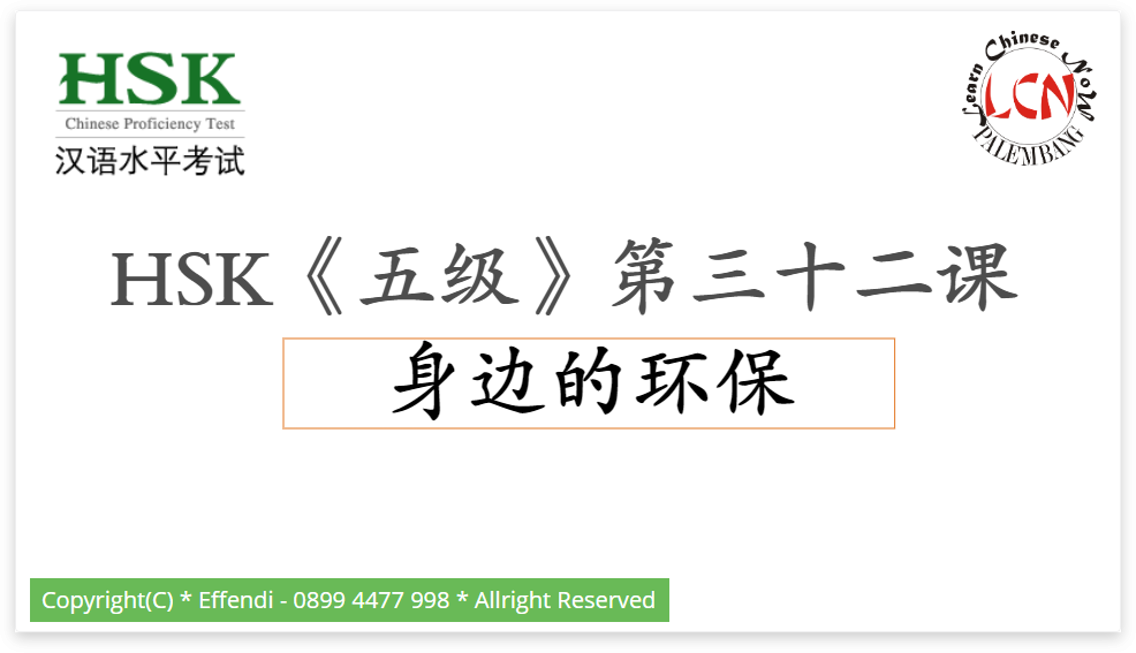 HSK
Chinese Proficiency Test
汉语水平考试
Learn Chinese NoW
LCN
PALEMBANG
HSK《五级》第三十二课
身边的环保
Copyright(C) * Effendi - 0899 4477 998 * Allright Reserved